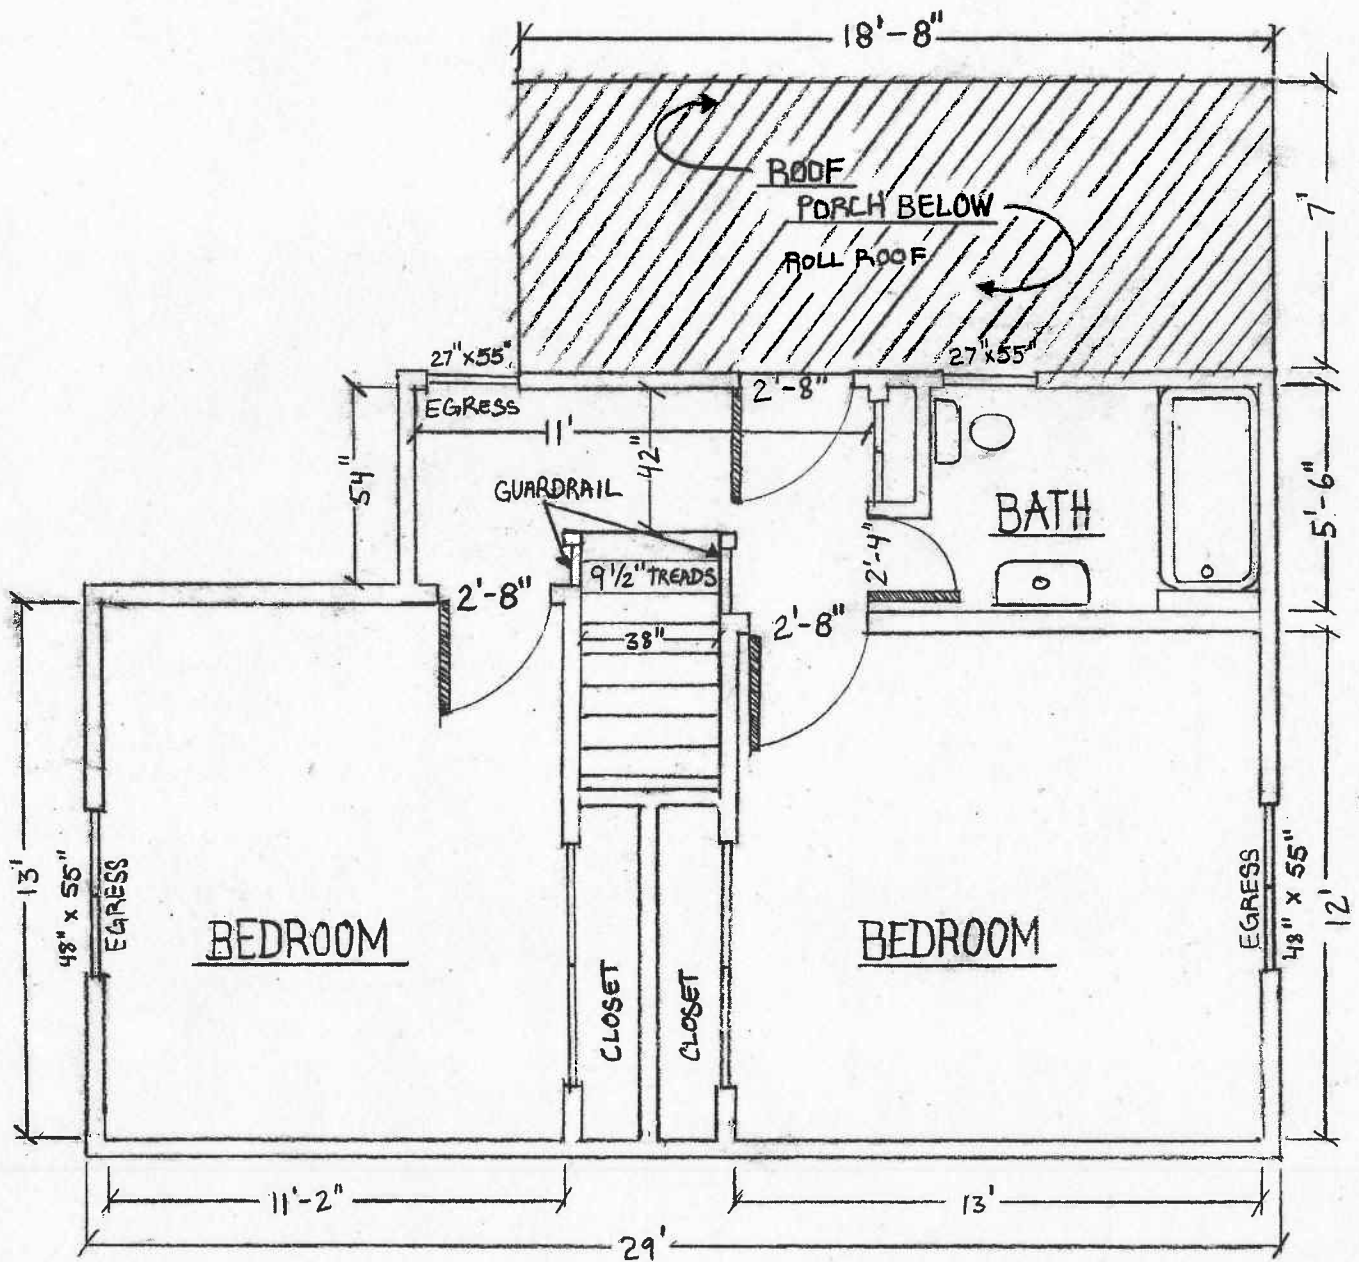 18'-8"
ROOF
PORCH BELOW
ROLL ROOF
7'
27"x55"
27"x55"
EGRESS
2'-8"
11'
42"
54"
GUARDRAIL
BATH
5'-6"
2'-4"
9 1/2" TREADS
2'-8"
2'-8"
38"
13'
48" x 55"
EGRESS
BEDROOM
CLOSET
CLOSET
BEDROOM
EGRESS
48" x 55"
12'
11'-2"
13'
29'